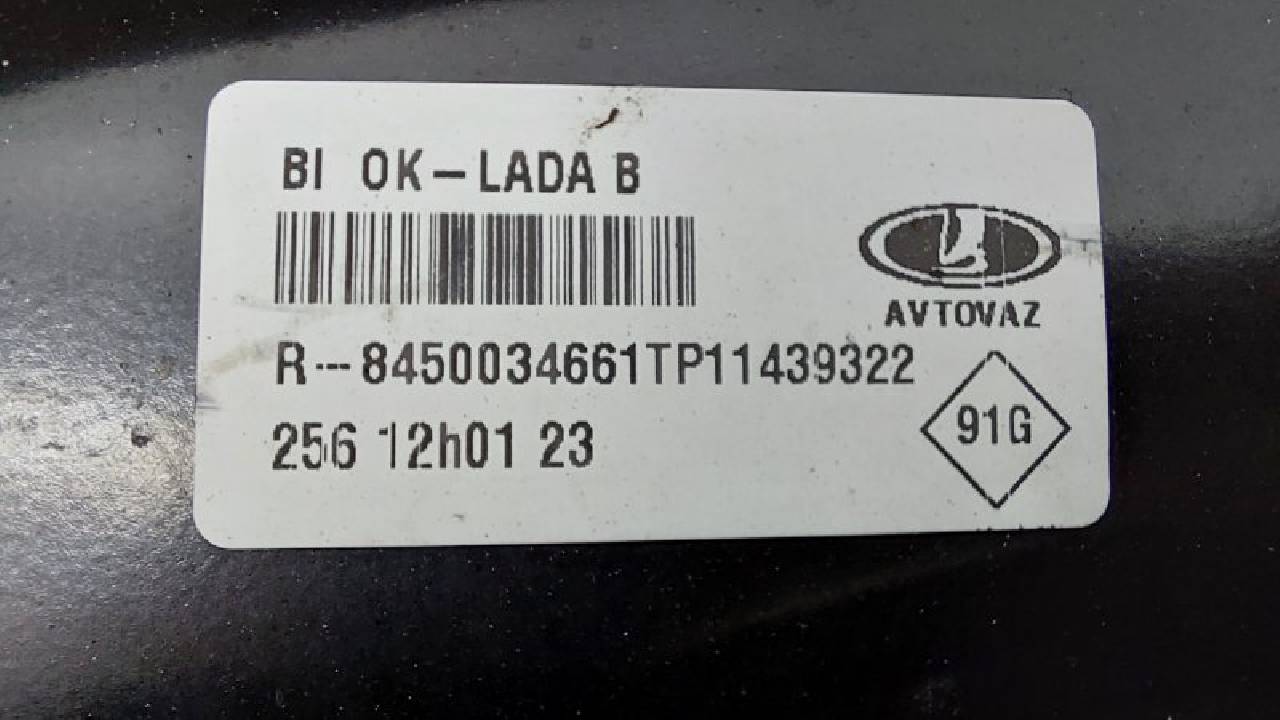 BI OK-LADA B
AVTOVAZ
R---8450034661TP11439322
256 12h01 23
91G